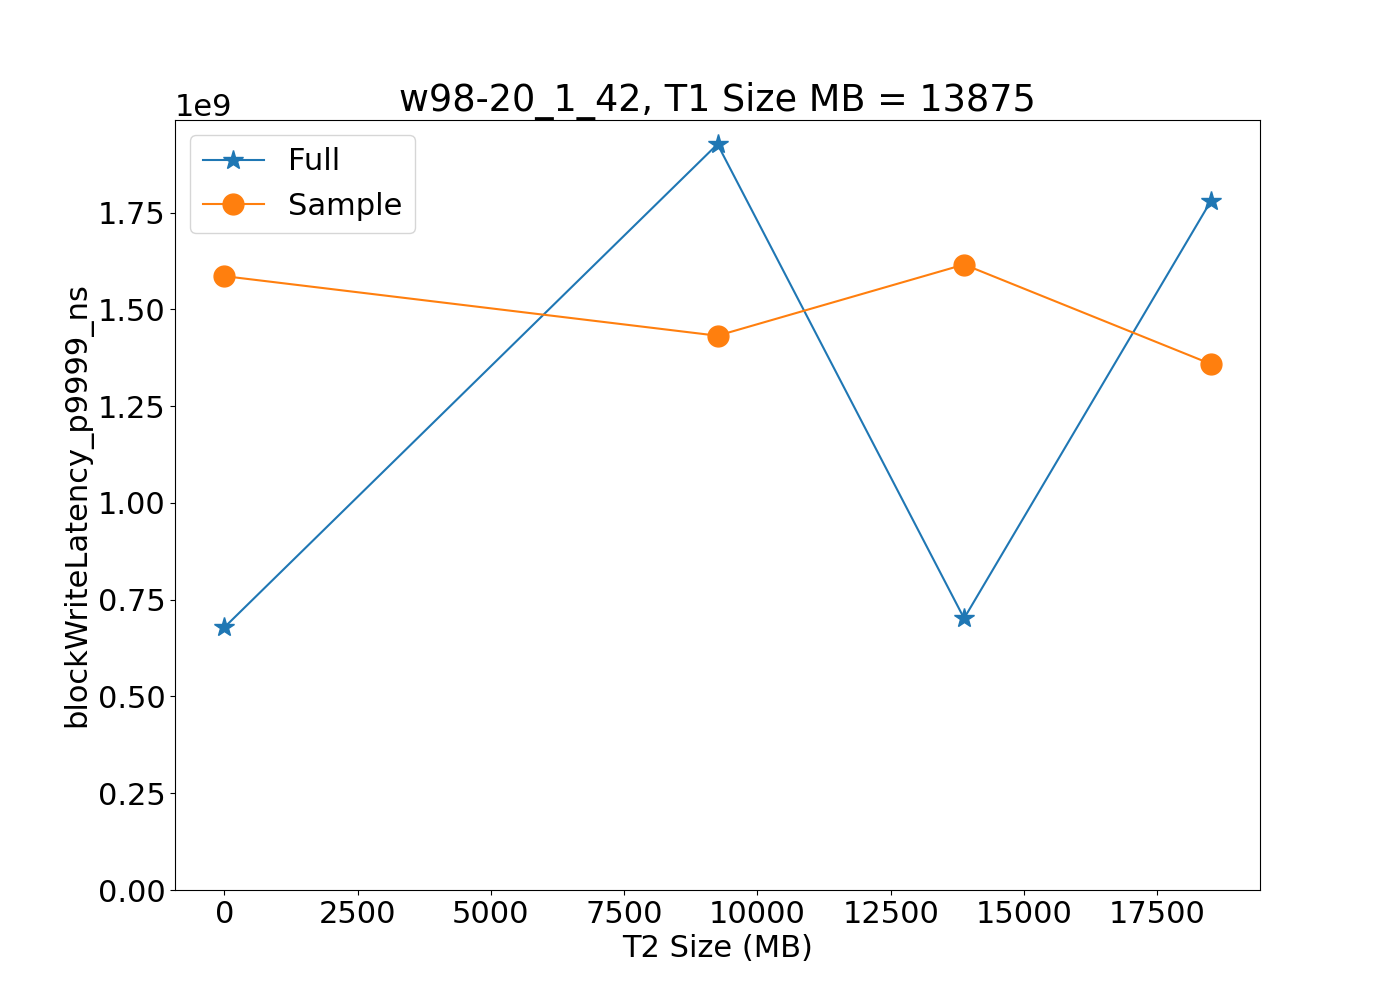 w98-20_1_42, T1 Size MB = 13875
1e9
Full
Sample
1.75
1.50
1.25
1.00
0.75
0.50
0.25
0.00
blockWriteLatency_p9999_ns
0 2500 5000 7500 10000 12500 15000 17500
T2 Size (MB)